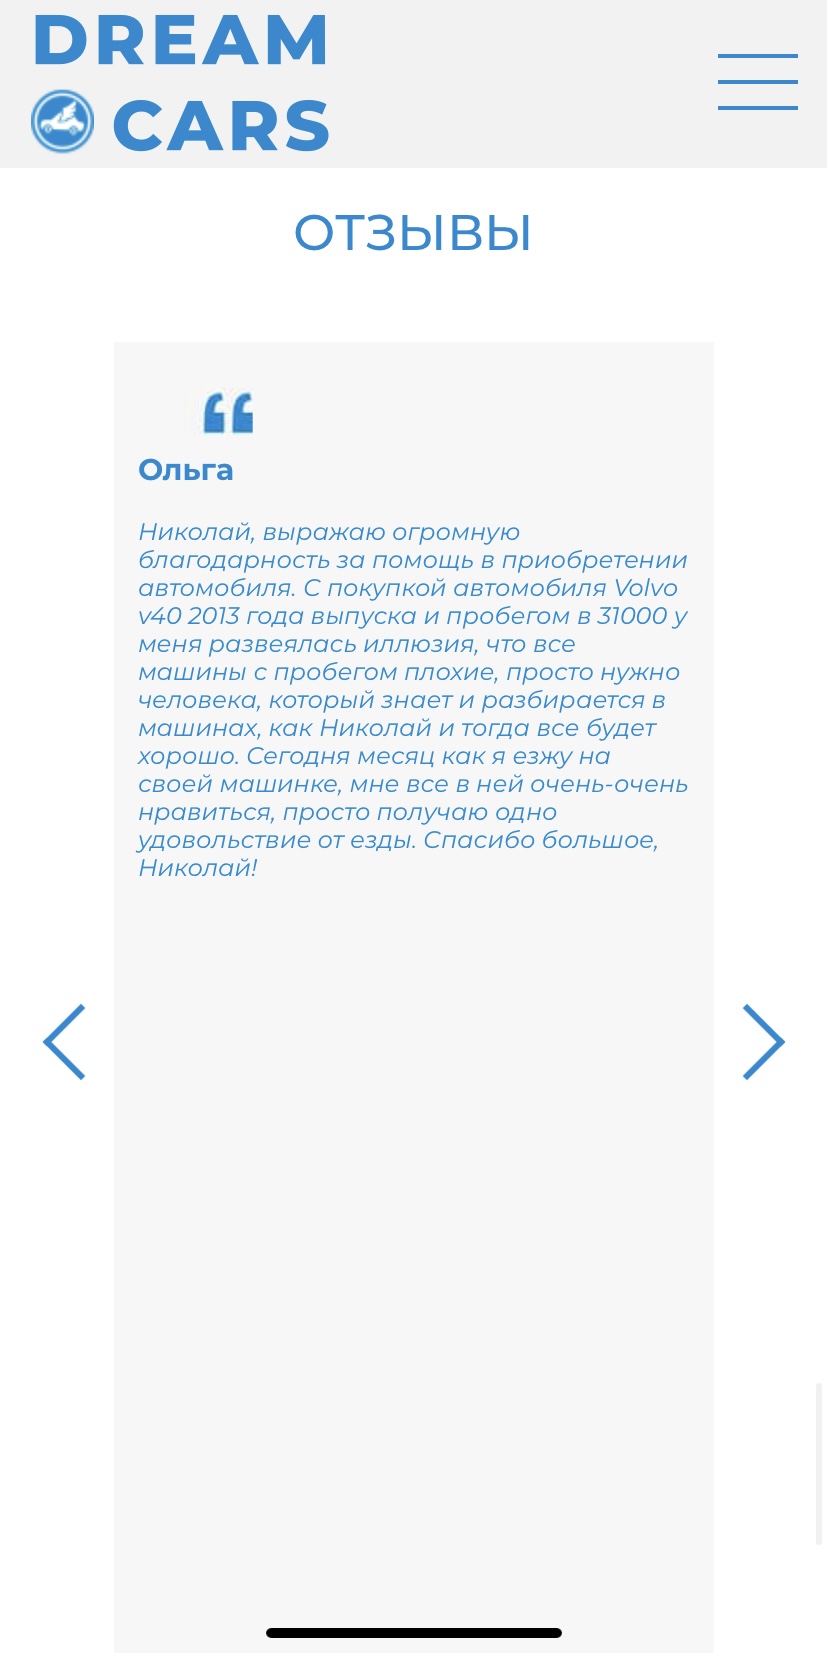 DREAM
CARS
ОТЗЫВЫ
“
Ольга
Николай, выражаю огромную
благодарность за помощь в приобретении
автомобиля. С покупкой автомобиля Volvo
v40 2013 года выпуска и пробегом в 31000 у
меня развеялась иллюзия, что все
машины с пробегом плохие, просто нужно
человека, который знает и разбирается в
машинах, как Николай и тогда все будет
хорошо. Сегодня месяц как я езжу на
своей машинке, мне все в ней очень-очень
нравиться, просто получаю одно
удовольствие от езды. Спасибо большое,
Николай!